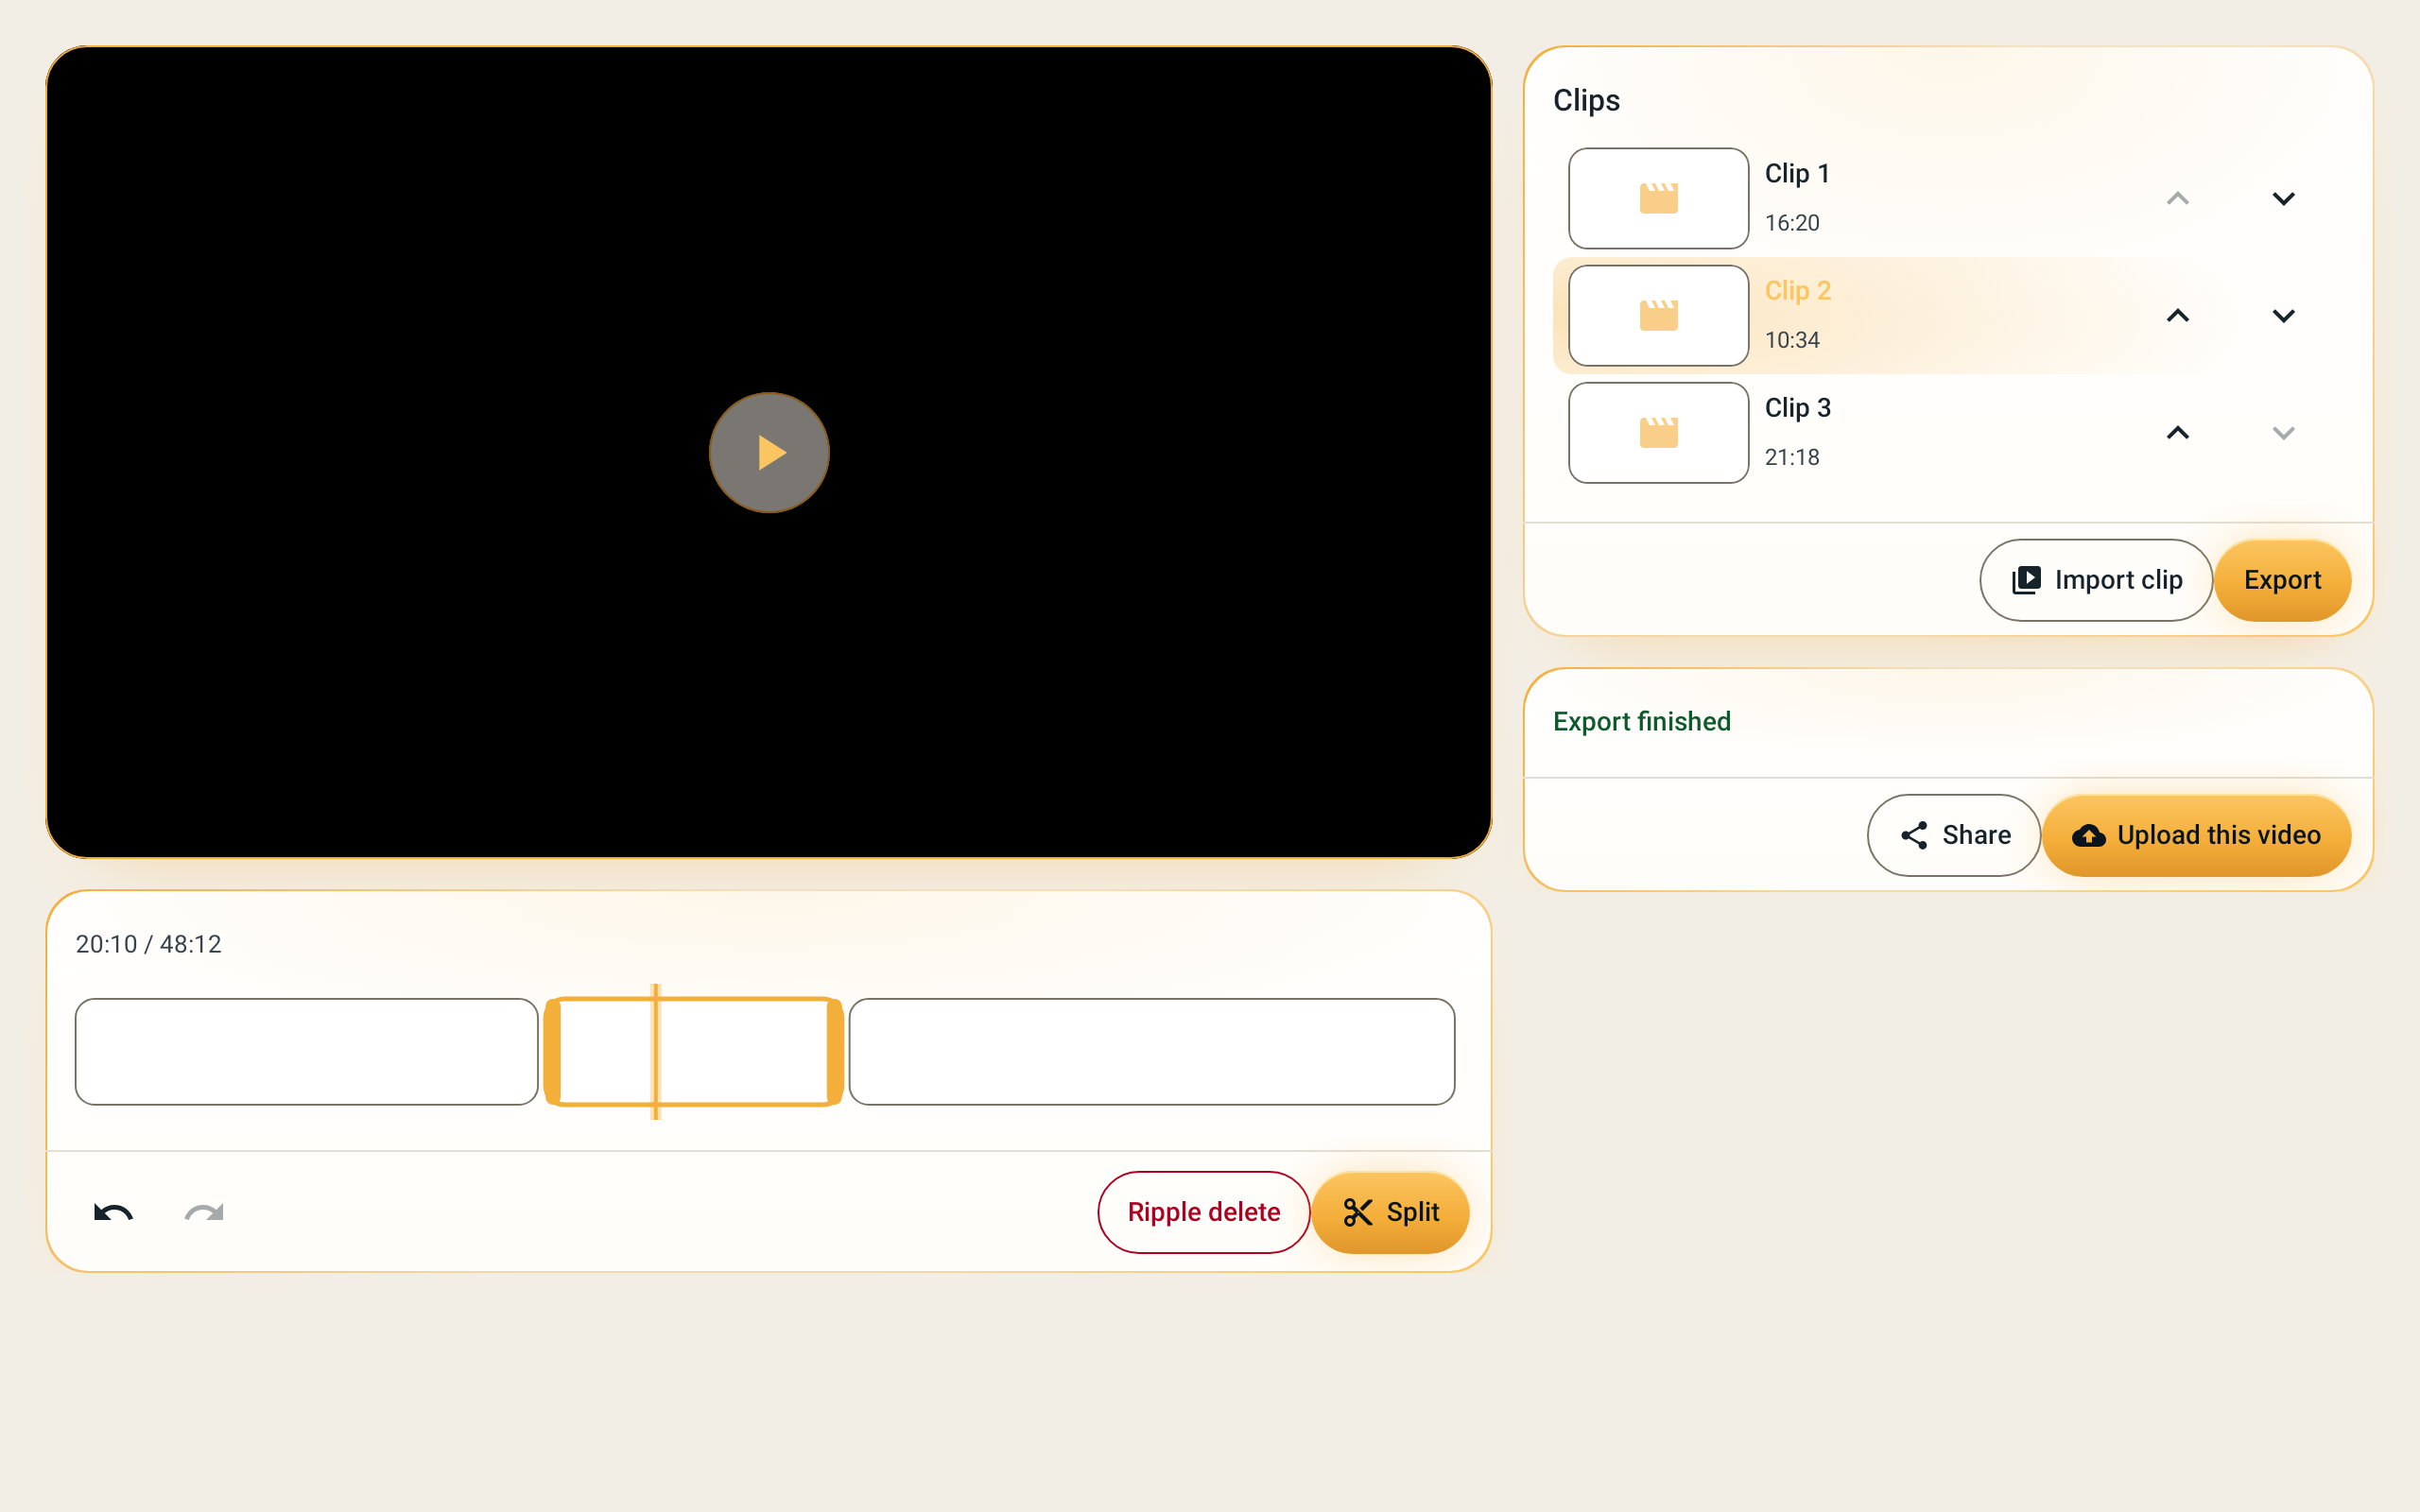 Clips
Clip 1
16:20
Clip 2
10:34
Clip 3
21:18
Import clip
Export
Export finished
Share
Upload this video
20:10 / 48:12
Ripple delete
Split